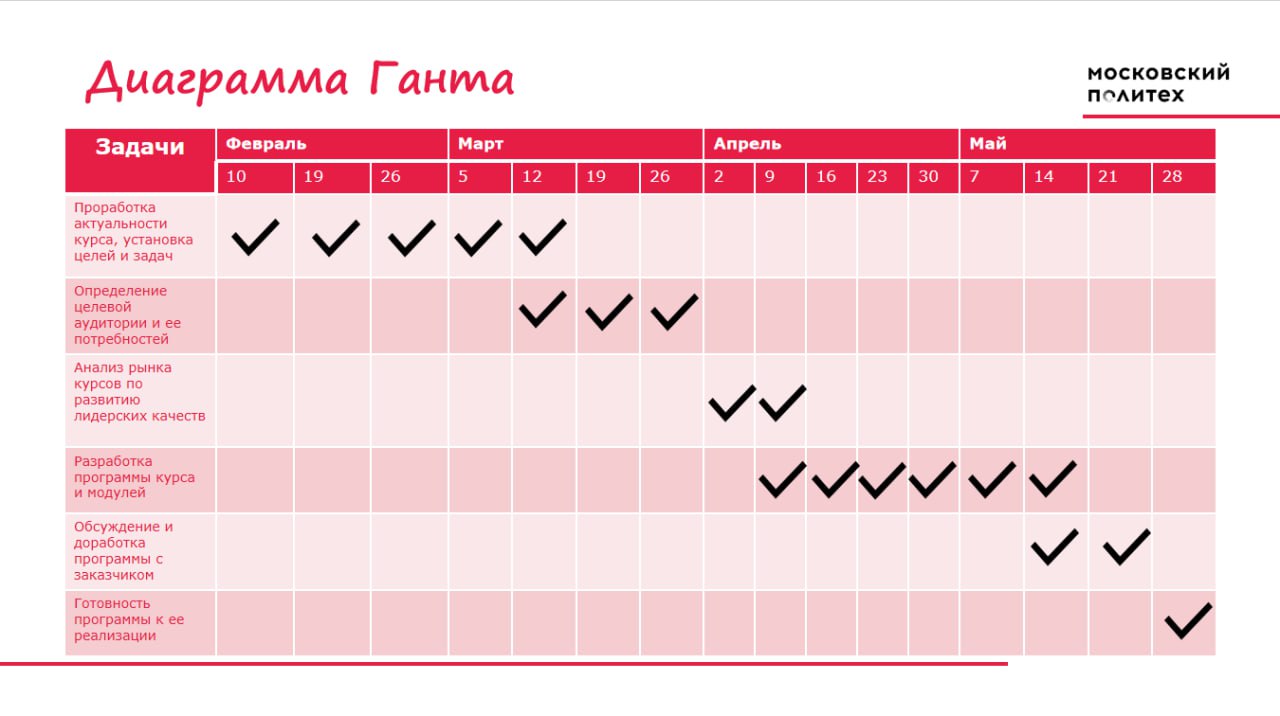 Диаграмма Ганта
московский
политех
Задачи
Февраль
Март
Апрель
Май
10 19 26 5 12 19 26 2 9 16 23 30 7 14 21 28
Проработка
актуальности
курса, установка
целей и задач
Определение
целевой
аудитории и ее
потребностей
Анализ рынка
курсов по
развитию
лидерских качеств
Разработка
программы курса
и модулей
Обсуждение и
доработка
программы с
заказчиком
Готовность
программы к ее
реализации